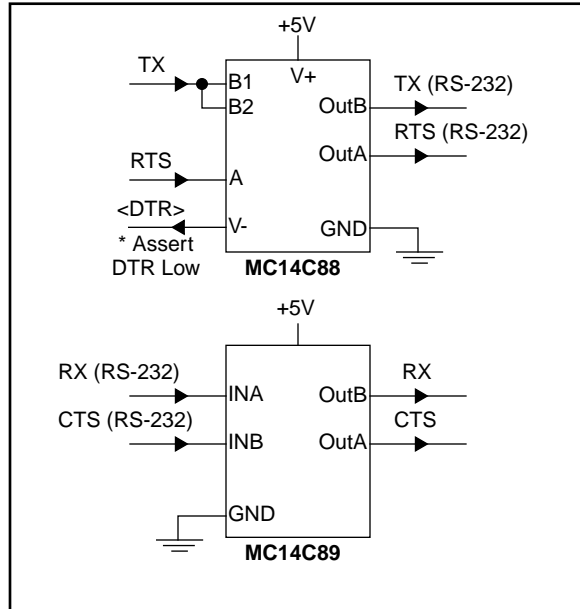 +5V
TX
B1
V+
B2
OutB
TX (RS-232)
RTS (RS-232)
OutA
RTS
A
<DTR>
V-
GND
* Assert
DTR Low
MC14C88
+5V
RX (RS-232)
INA
OutB
RX
CTS (RS-232)
INB
OutA
CTS
GND
MC14C89